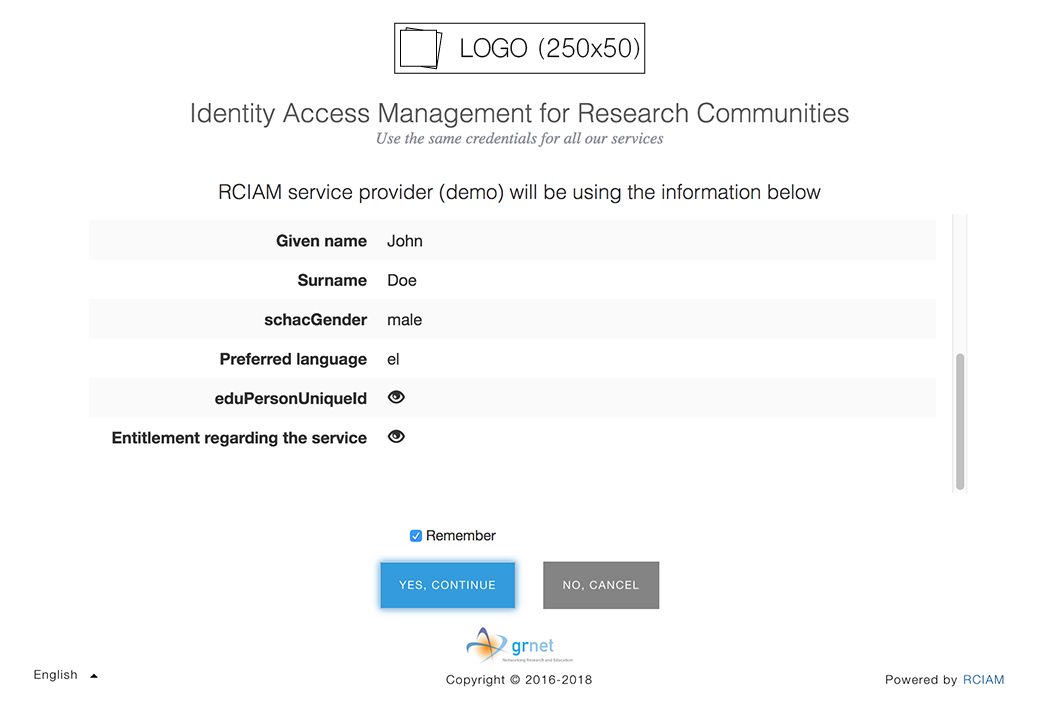 LOGO (250x50)
Identity Access Management for Research Communities
Use the same credentials for all our services
RCIAM service provider (demo) will be using the information below
Given name John
Surname Doe
schacGender male
Preferred language el
eduPersonUniqueId
Entitlement regarding the service
Remember
YES, CONTINUE NO, CANCEL
grnet
Networking Research and Education
English Copyright © 2016-2018 Powered by RCIAM